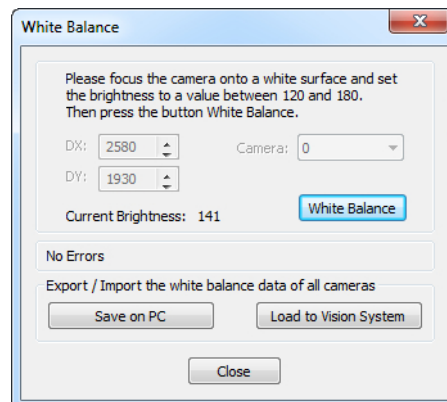 White Balance
Please focus the camera onto a white surface and set
the brightness to a value between 120 and 180.
Then press the button White Balance.
DX: 2580 Camera: 0
DY: 1930
Current Brightness: 141 White Balance
No Errors
Export / Import the white balance data of all cameras
Save on PC Load to Vision System
Close